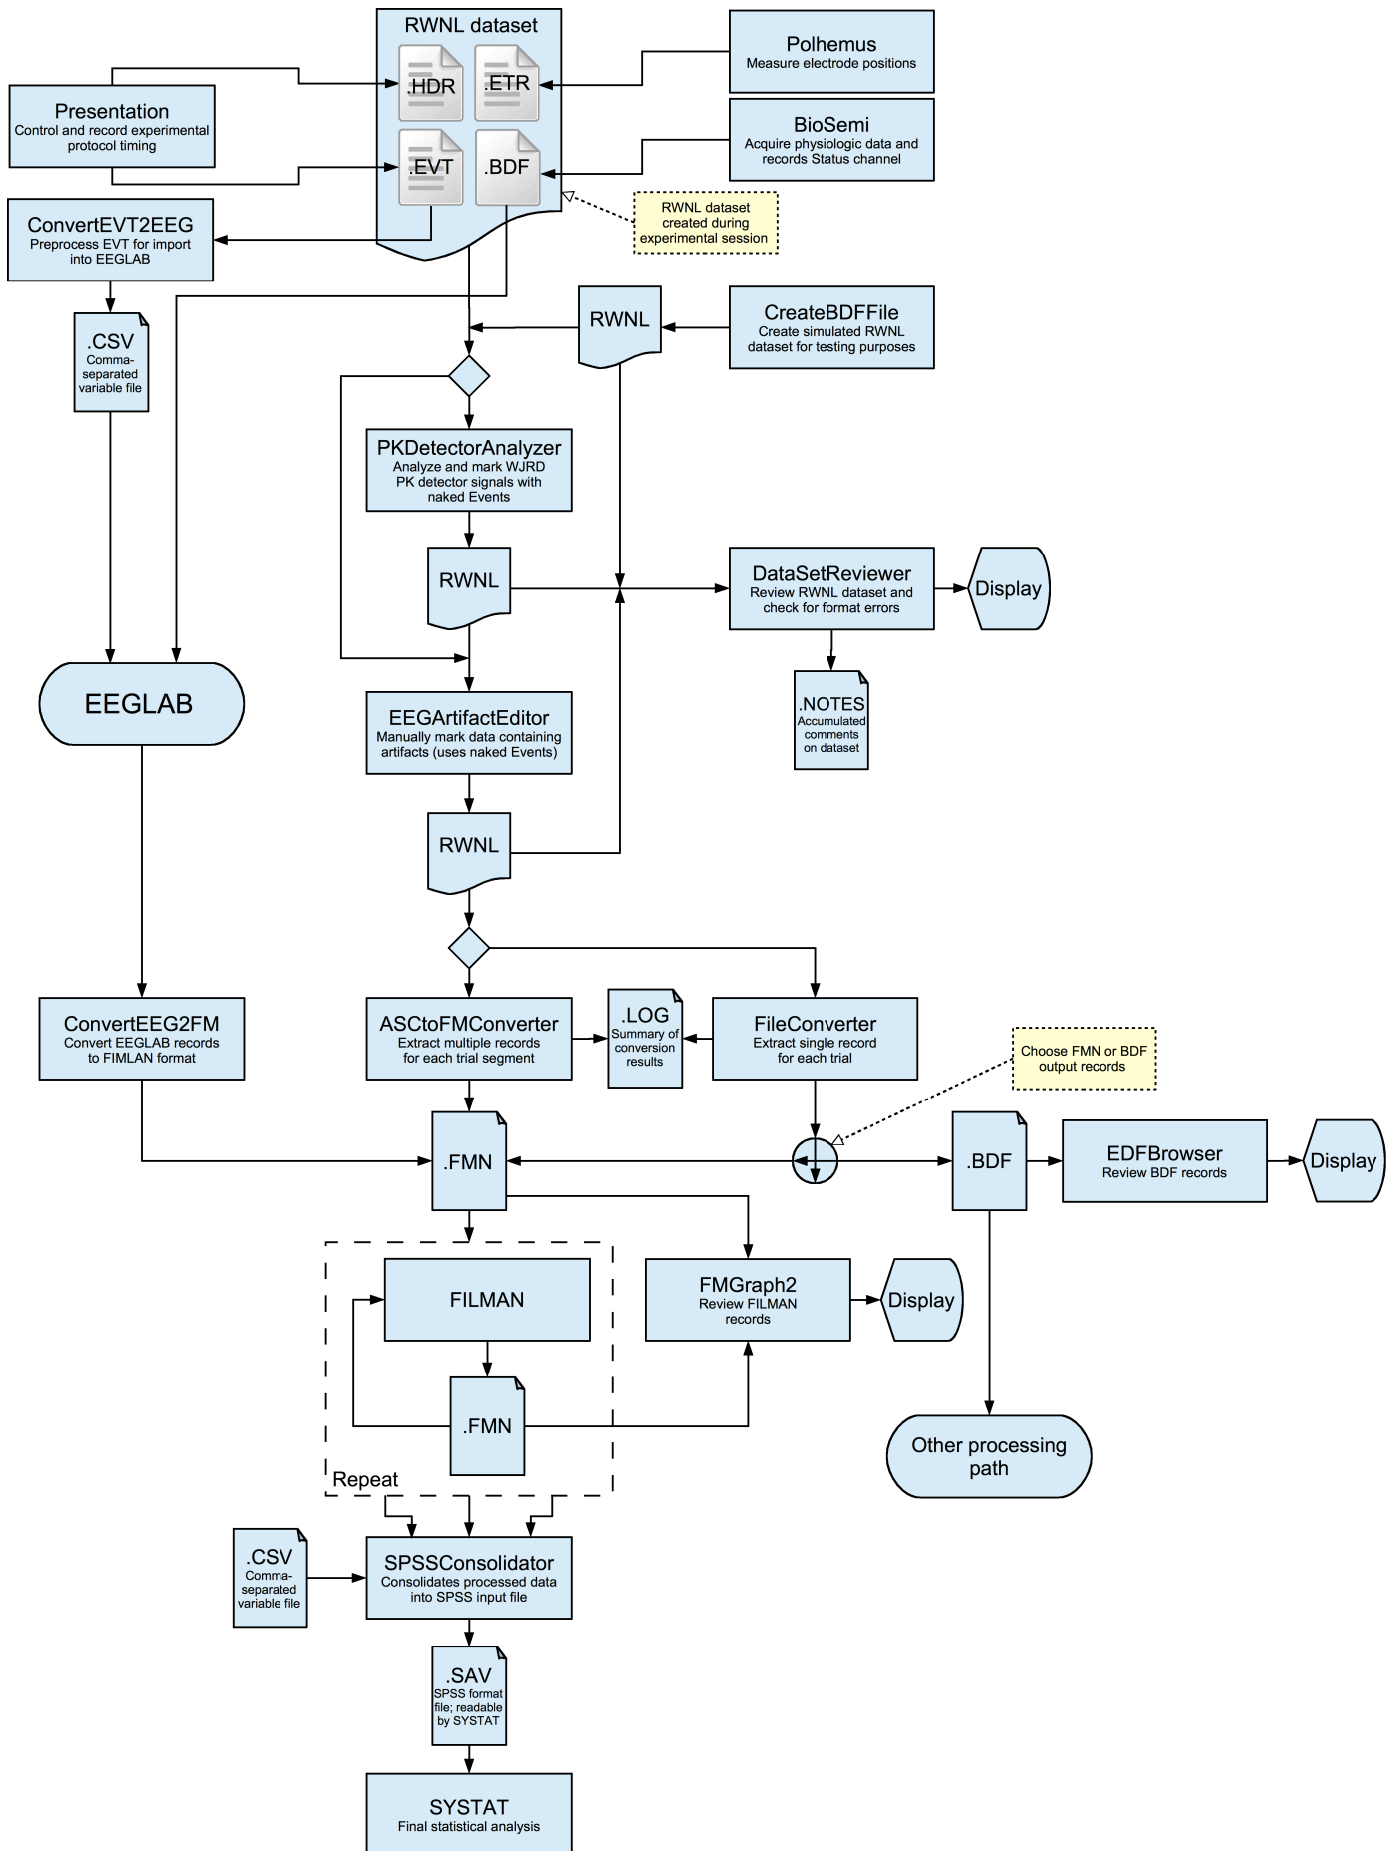 RWNL dataset
.HDR
.ETR
.EVT
.BDF
Polhemus
Measure electrode positions
Presentation
Control and record experimental
protocol timing
BioSemi
Acquire physiologic data and
records Status channel
RWNL dataset
created during
experimental session
ConvertEVT2EEG
Preprocess EVT for import
into EEGLAB
.CSV
Comma-
separated
variable file
RWNL
CreateBDFFile
Create simulated RWNL
dataset for testing purposes
PKDetectorAnalyzer
Analyze and mark WJRD
PK detector signals with
naked Events
RWNL
DataSetReviewer
Review RWNL dataset and
check for format errors
Display
.NOTES
Accumulated
comments
on dataset
EEGLAB
EEGArtifactEditor
Manually mark data containing
artifacts (uses naked Events)
RWNL
ConvertEEG2FM
Convert EEGLAB records
to FIMLAN format
ASCtoFMConverter
Extract multiple records
for each trial segment
.LOG
Summary of
conversion
results
FileConverter
Extract single record
for each trial
Choose FMN or BDF
output records
.FMN
.BDF
EDFBrowser
Review BDF records
Display
FILMAN
.FMN
Repeat
FMGraph2
Review FILMAN
records
Display
Other processing
path
.CSV
Comma-
separated
variable file
SPSSConsolidator
Consolidates processed data
into SPSS input file
.SAV
SPSS format
file; readable
by SYSTAT
SYSTAT
Final statistical analysis